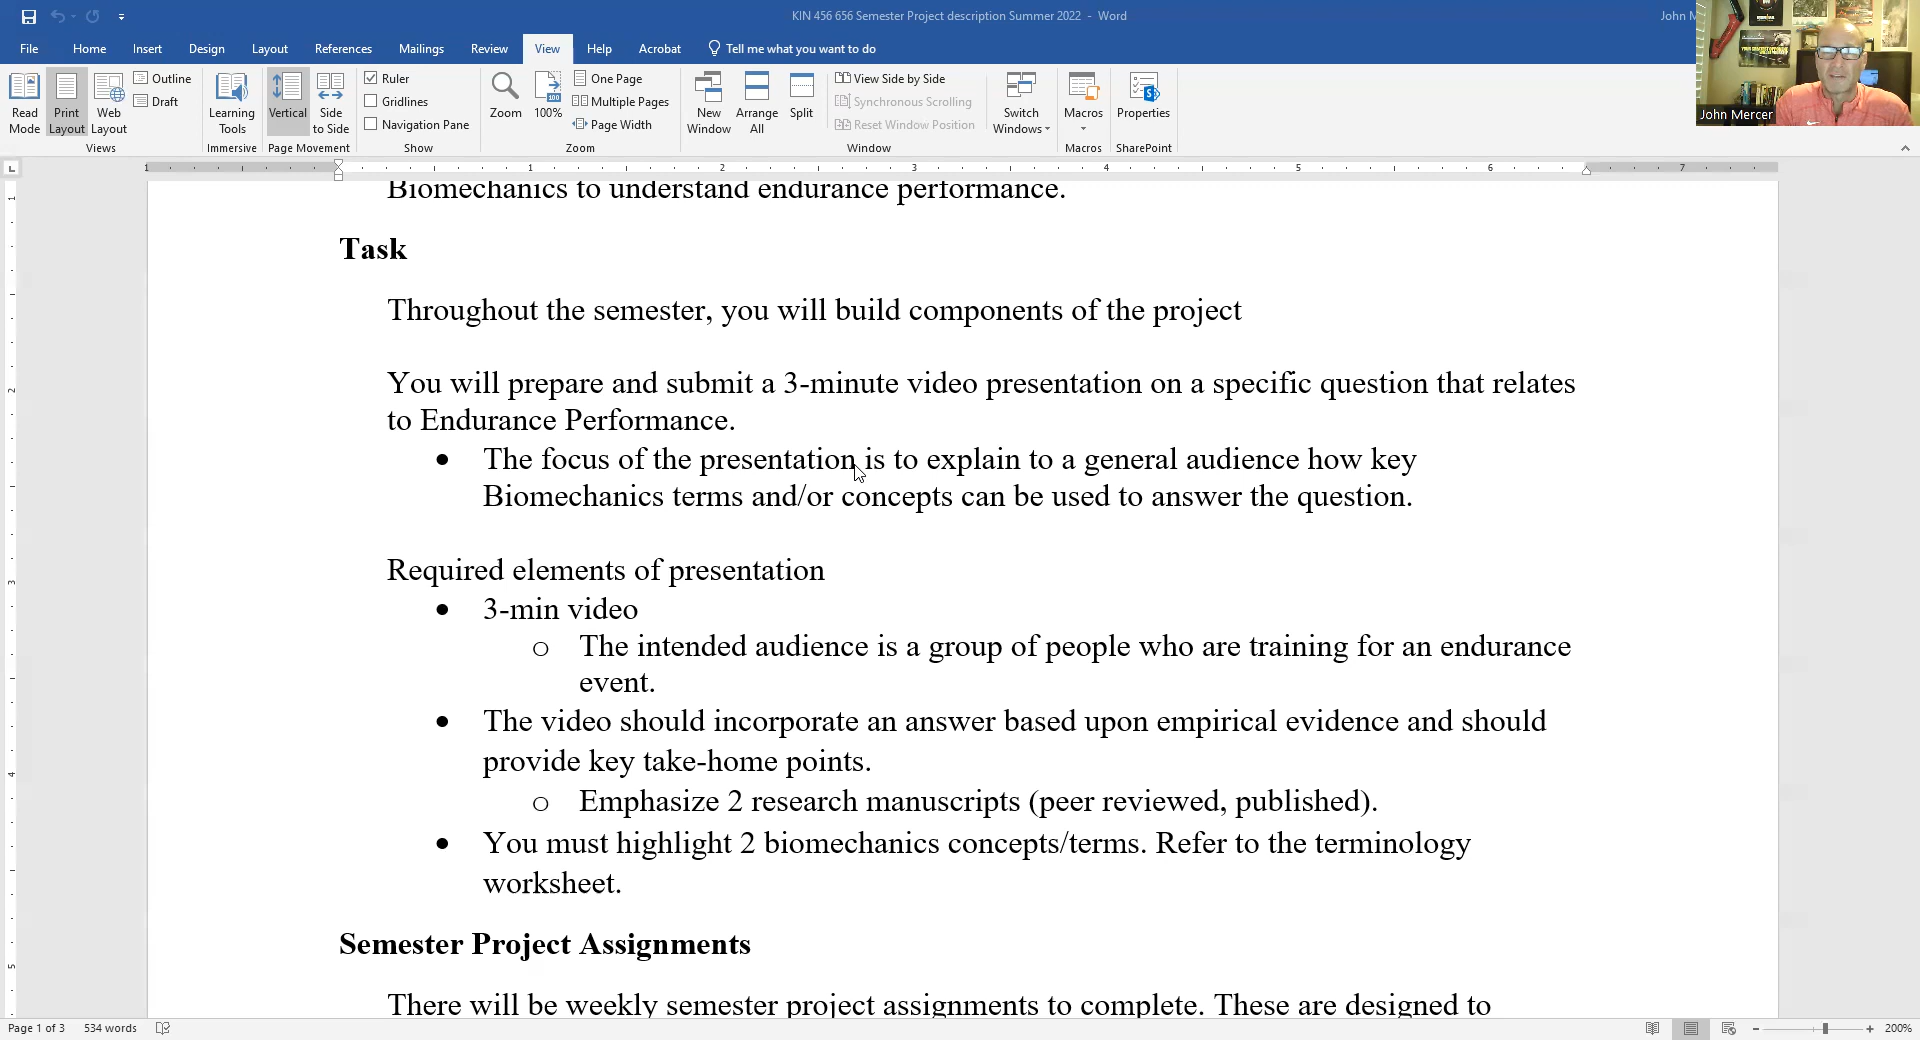 KIN 456 656 Semester Project description Summer 2022 - Word
John M
File Home Insert Design Layout References Mailings Review View Help Acrobat Tell me what you want to do
Read Mode
Print Layout
Web Layout
Outline
Draft
Views
Learning Tools
Immersive
Vertical
Side to Side
Page Movement
Ruler
Gridlines
Navigation Pane
Show
Zoom
100%
One Page
Multiple Pages
Page Width
Zoom
New Window
Arrange All
Split
View Side by Side
Synchronous Scrolling
Reset Window Position
Window
Switch Windows
Macros
Macros
Properties
SharePoint
John Mercer
1 1 2 3 4 5 6 7
Biomechanics to understand endurance performance.
Task
Throughout the semester, you will build components of the project
You will prepare and submit a 3-minute video presentation on a specific question that relates
to Endurance Performance.
• The focus of the presentation is to explain to a general audience how key
Biomechanics terms and/or concepts can be used to answer the question.
Required elements of presentation
• 3-min video
o The intended audience is a group of people who are training for an endurance
event.
• The video should incorporate an answer based upon empirical evidence and should
provide key take-home points.
o Emphasize 2 research manuscripts (peer reviewed, published).
• You must highlight 2 biomechanics concepts/terms. Refer to the terminology
worksheet.
Semester Project Assignments
There will be weekly semester project assignments to complete. These are designed to
Page 1 of 3 534 words
200%